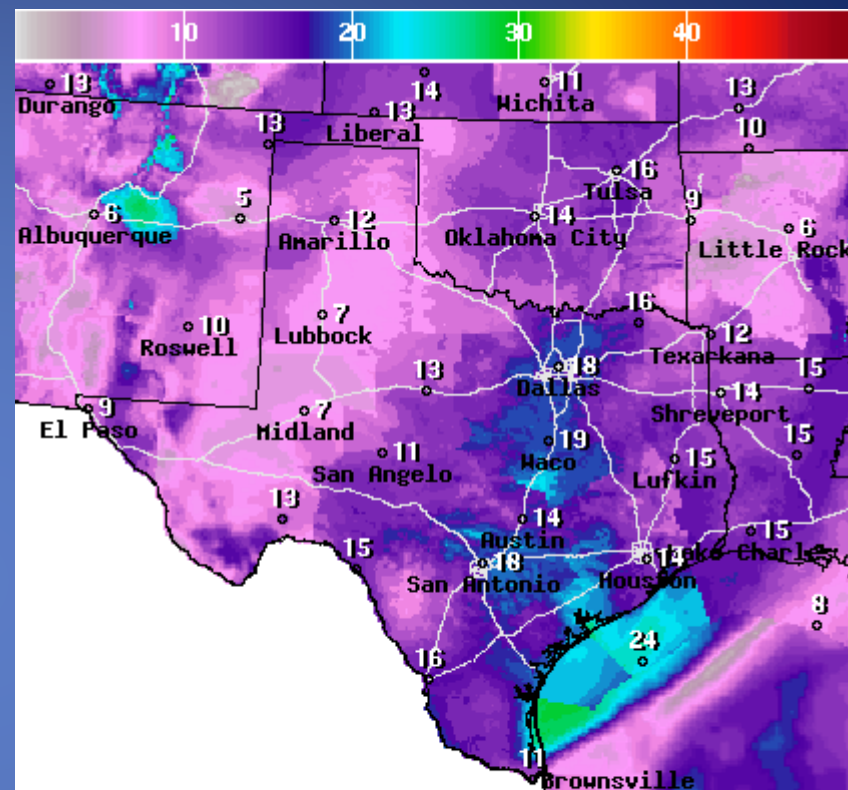 10 20 30 40
13
Durango
14
11
Wichita
13
Liberal
13
13
10
16
Tulsa
6
Albuquerque
5
12
Amarillo
14
Oklahoma City
9
6
Little Rock
10
Roswell
7
Lubbock
16
12
Texarkana
18
Dallas
13
14
Shreveport
15
9
El Paso
7
Midland
11
San Angelo
19
Waco
15
Lufkin
15
13
14
Austin
15
18
San Antonio
14
Houston
15
Lake Charles
8
16
24
11
Brownsville